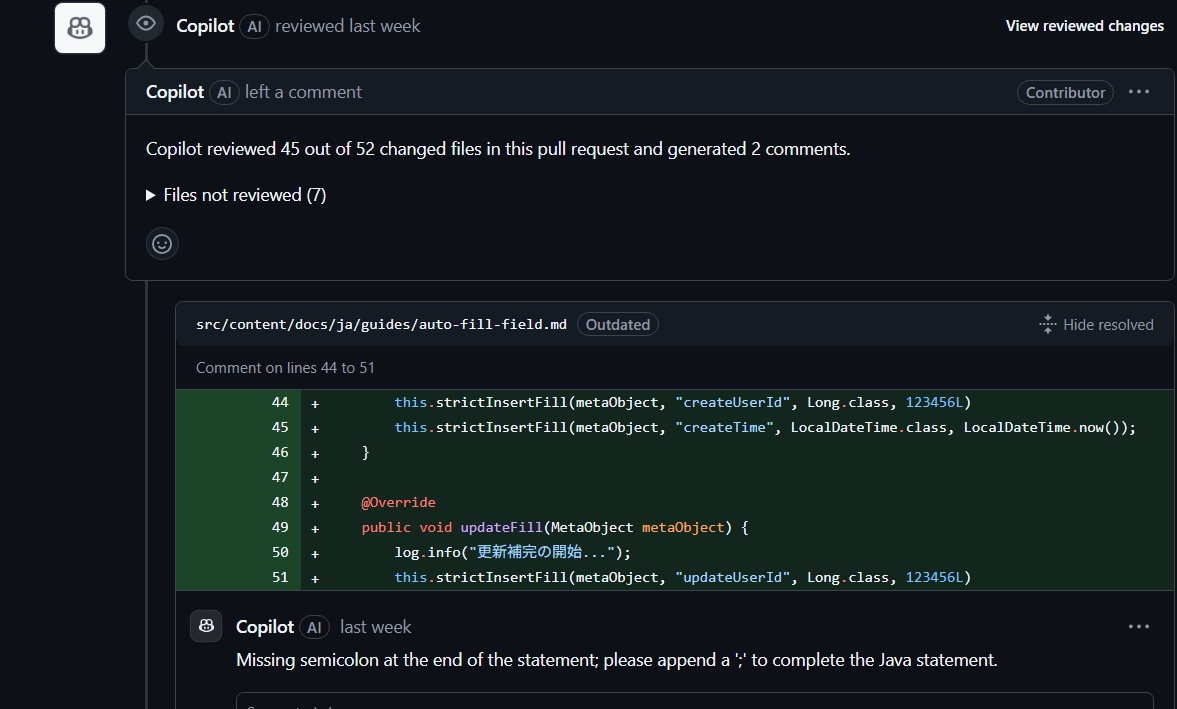 Copilot AI reviewed last week
View reviewed changes
Copilot AI left a comment
Contributor
Copilot reviewed 45 out of 52 changed files in this pull request and generated 2 comments.
Files not reviewed (7)
src/content/docs/ja/guides/auto-fill-field.md Outdated
Hide resolved
Comment on lines 44 to 51
44 + this.strictInsertFill(metaObject, "createUserId", Long.class, 123456L)
45 + this.strictInsertFill(metaObject, "createTime", LocalDateTime.class, LocalDateTime.now());
46 + }
47 +
48 + @Override
49 + public void updateFill(MetaObject metaObject) {
50 + log.info("更新補完の開始...");
51 + this.strictInsertFill(metaObject, "updateUserId", Long.class, 123456L)
Copilot AI last week
Missing semicolon at the end of the statement; please append a ';' to complete the Java statement.